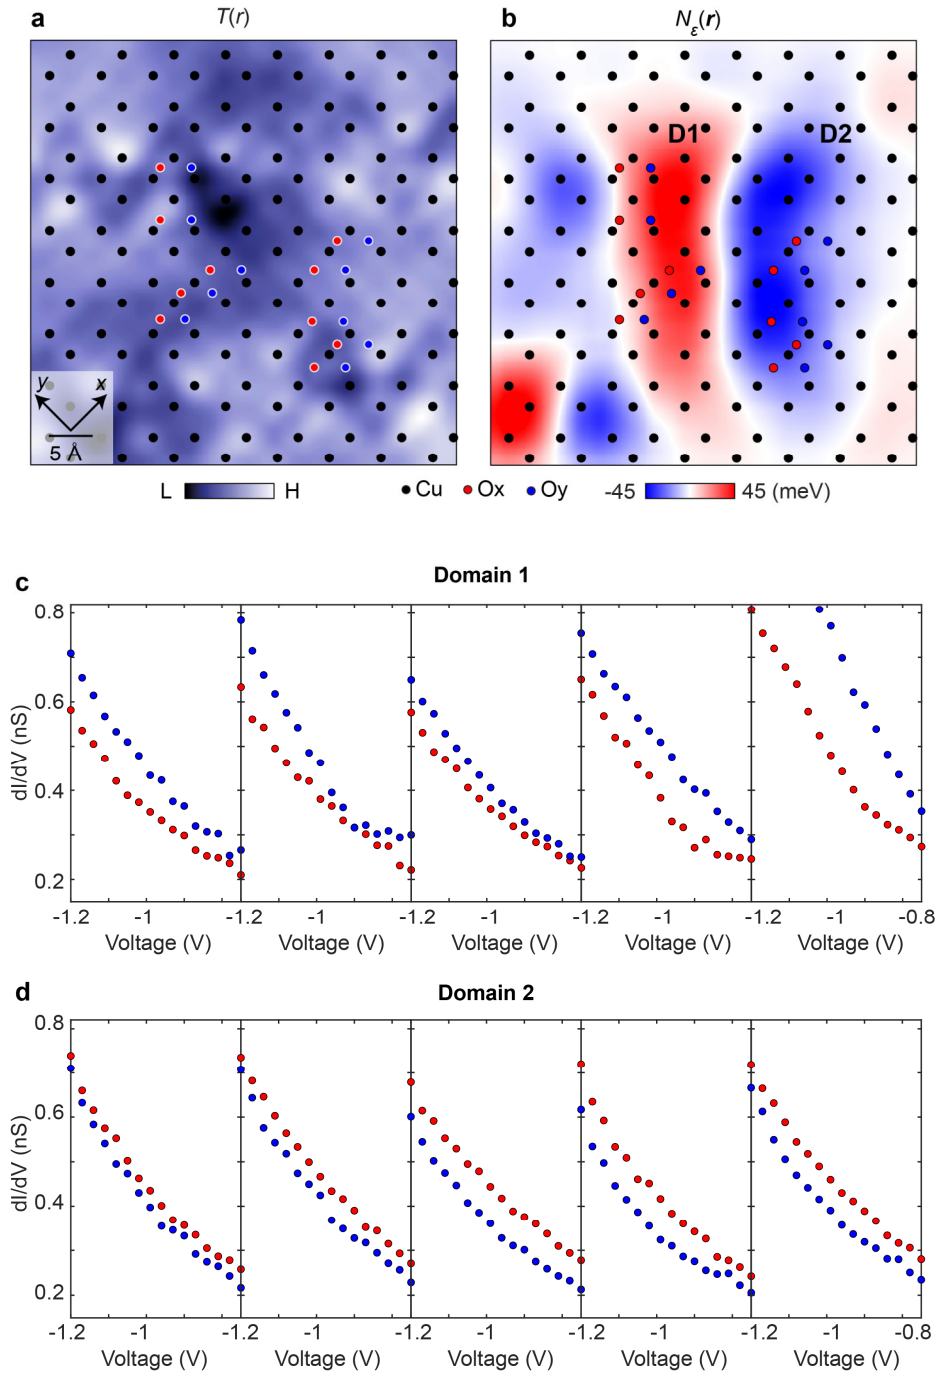 a T(r)
b Nε(r)
D1 D2
y x
5 Å
L H
Cu Ox Oy
-45 45 (meV)
c
Domain 1
dI/dV (nS)
0.8
0.6
0.4
0.2
-1.2 -1 -1.2 -1 -1.2 -1 -1.2 -1 -1.2 -1 -0.8
Voltage (V) Voltage (V) Voltage (V) Voltage (V) Voltage (V)
d
Domain 2
dI/dV (nS)
0.8
0.6
0.4
0.2
-1.2 -1 -1.2 -1 -1.2 -1 -1.2 -1 -1.2 -1 -0.8
Voltage (V) Voltage (V) Voltage (V) Voltage (V) Voltage (V)